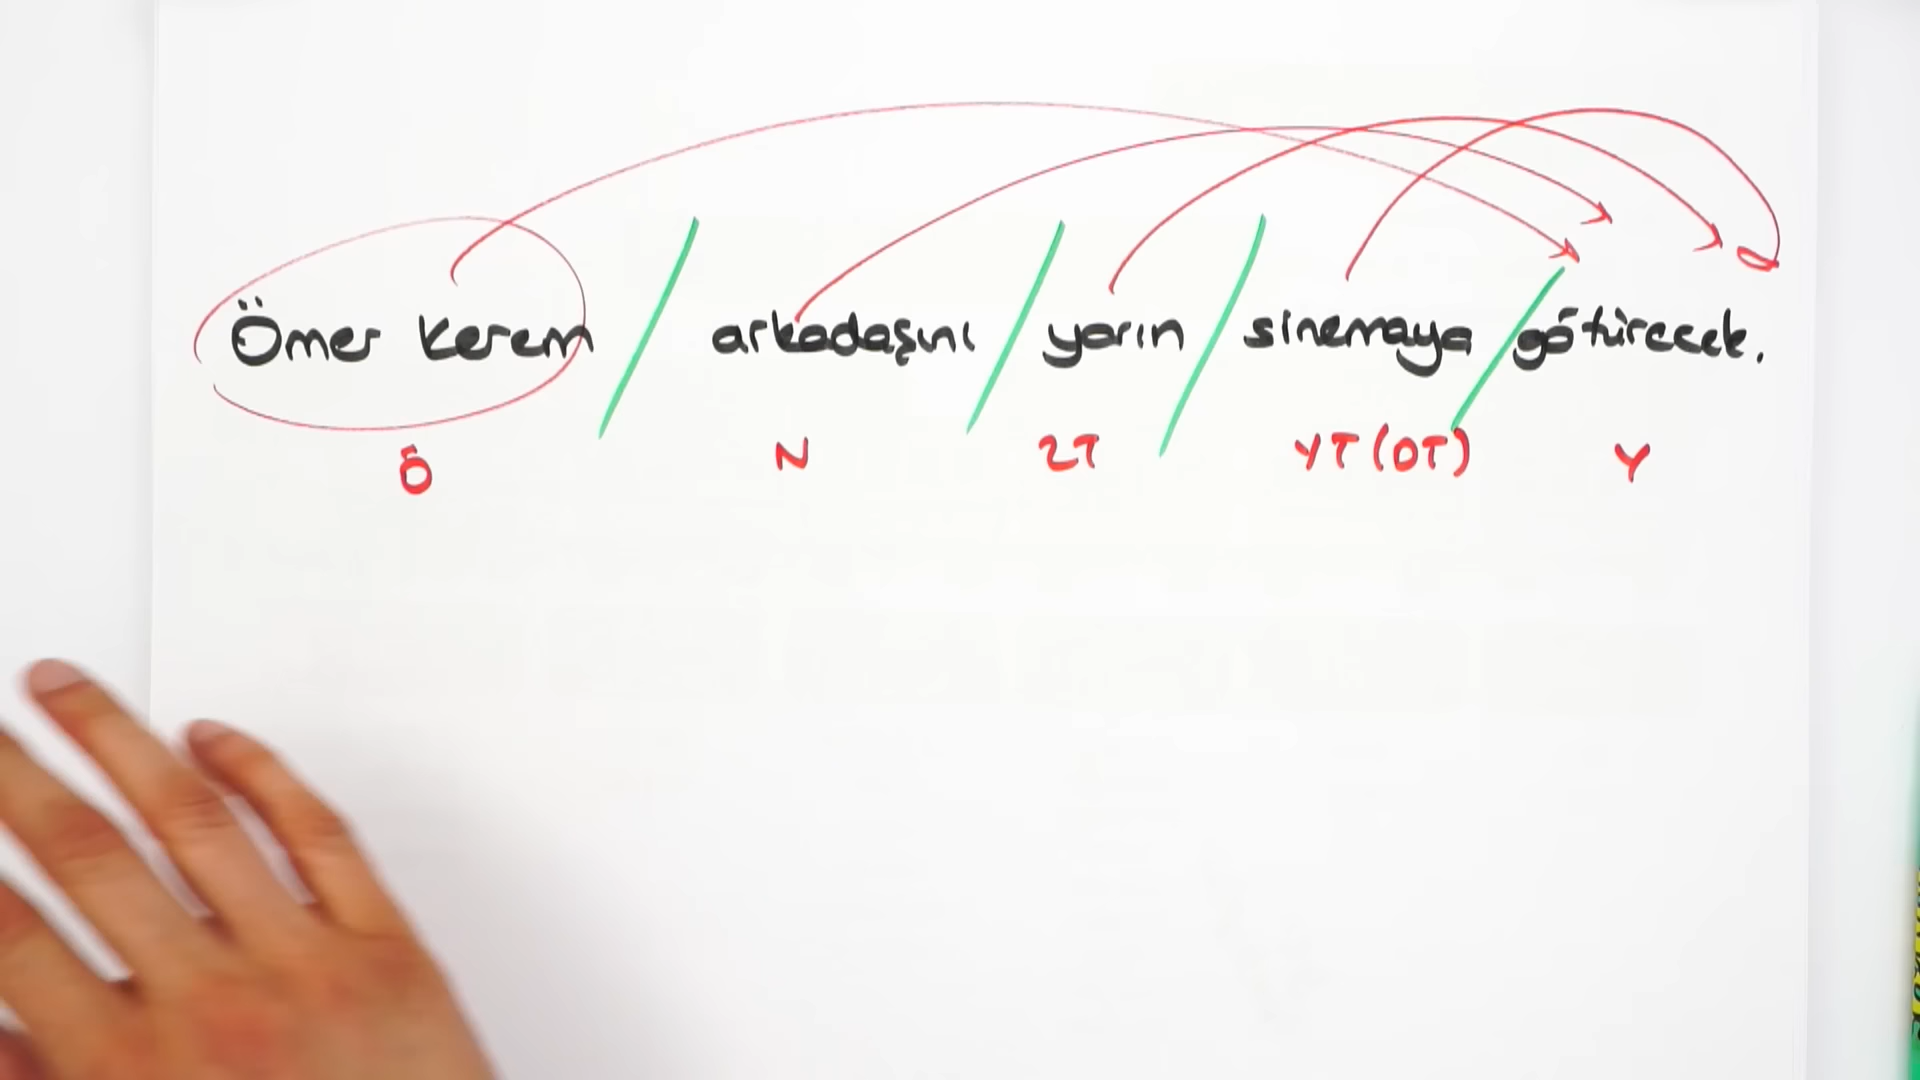 Ömer Kerem / arkadaşını / yarın / sinemaya / götürecek.
Ö N ZT YT (DT) Y